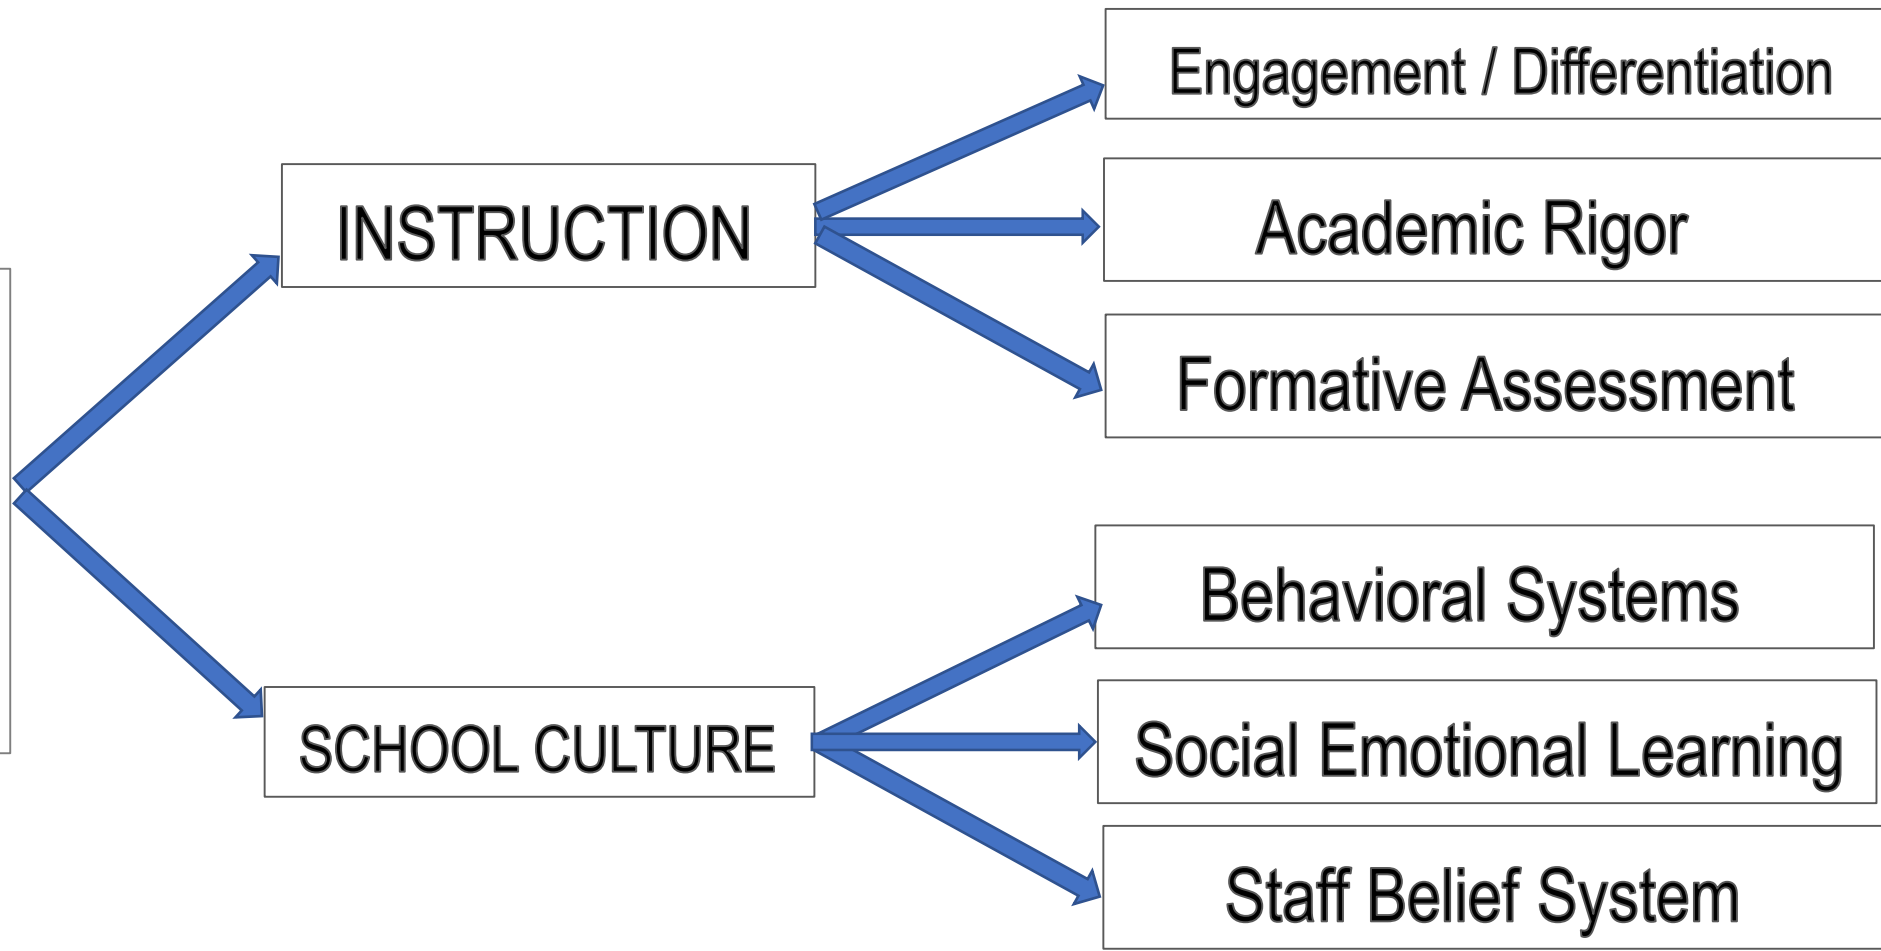 INSTRUCTION
Engagement / Differentiation
Academic Rigor
Formative Assessment
SCHOOL CULTURE
Behavioral Systems
Social Emotional Learning
Staff Belief System